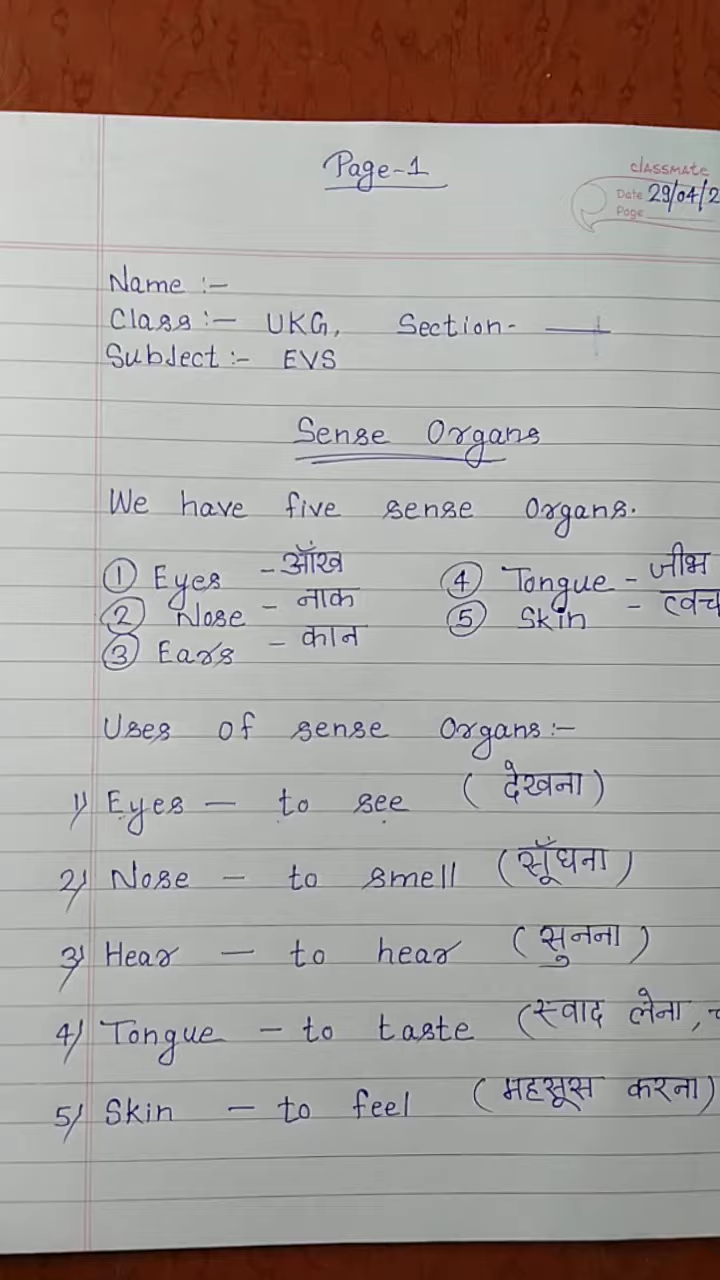 Page-1
classmate
Date 29/04/2
Page
Name :-
Class :- UKG, Section-
Subject :- EVS
Sense Organs
We have five sense organs.
① Eyes - आँख ④ Tongue - जीभ
② Nose - नाक ⑤ Skin - त्वच
③ Ears - कान
Uses of sense organs :-
1) Eyes - to see (देखना)
2) Nose - to smell (सूँघना)
3) Hear - to hear (सुनना)
4) Tongue - to taste (स्वाद लेना,
5) Skin - to feel (महसूस करना)